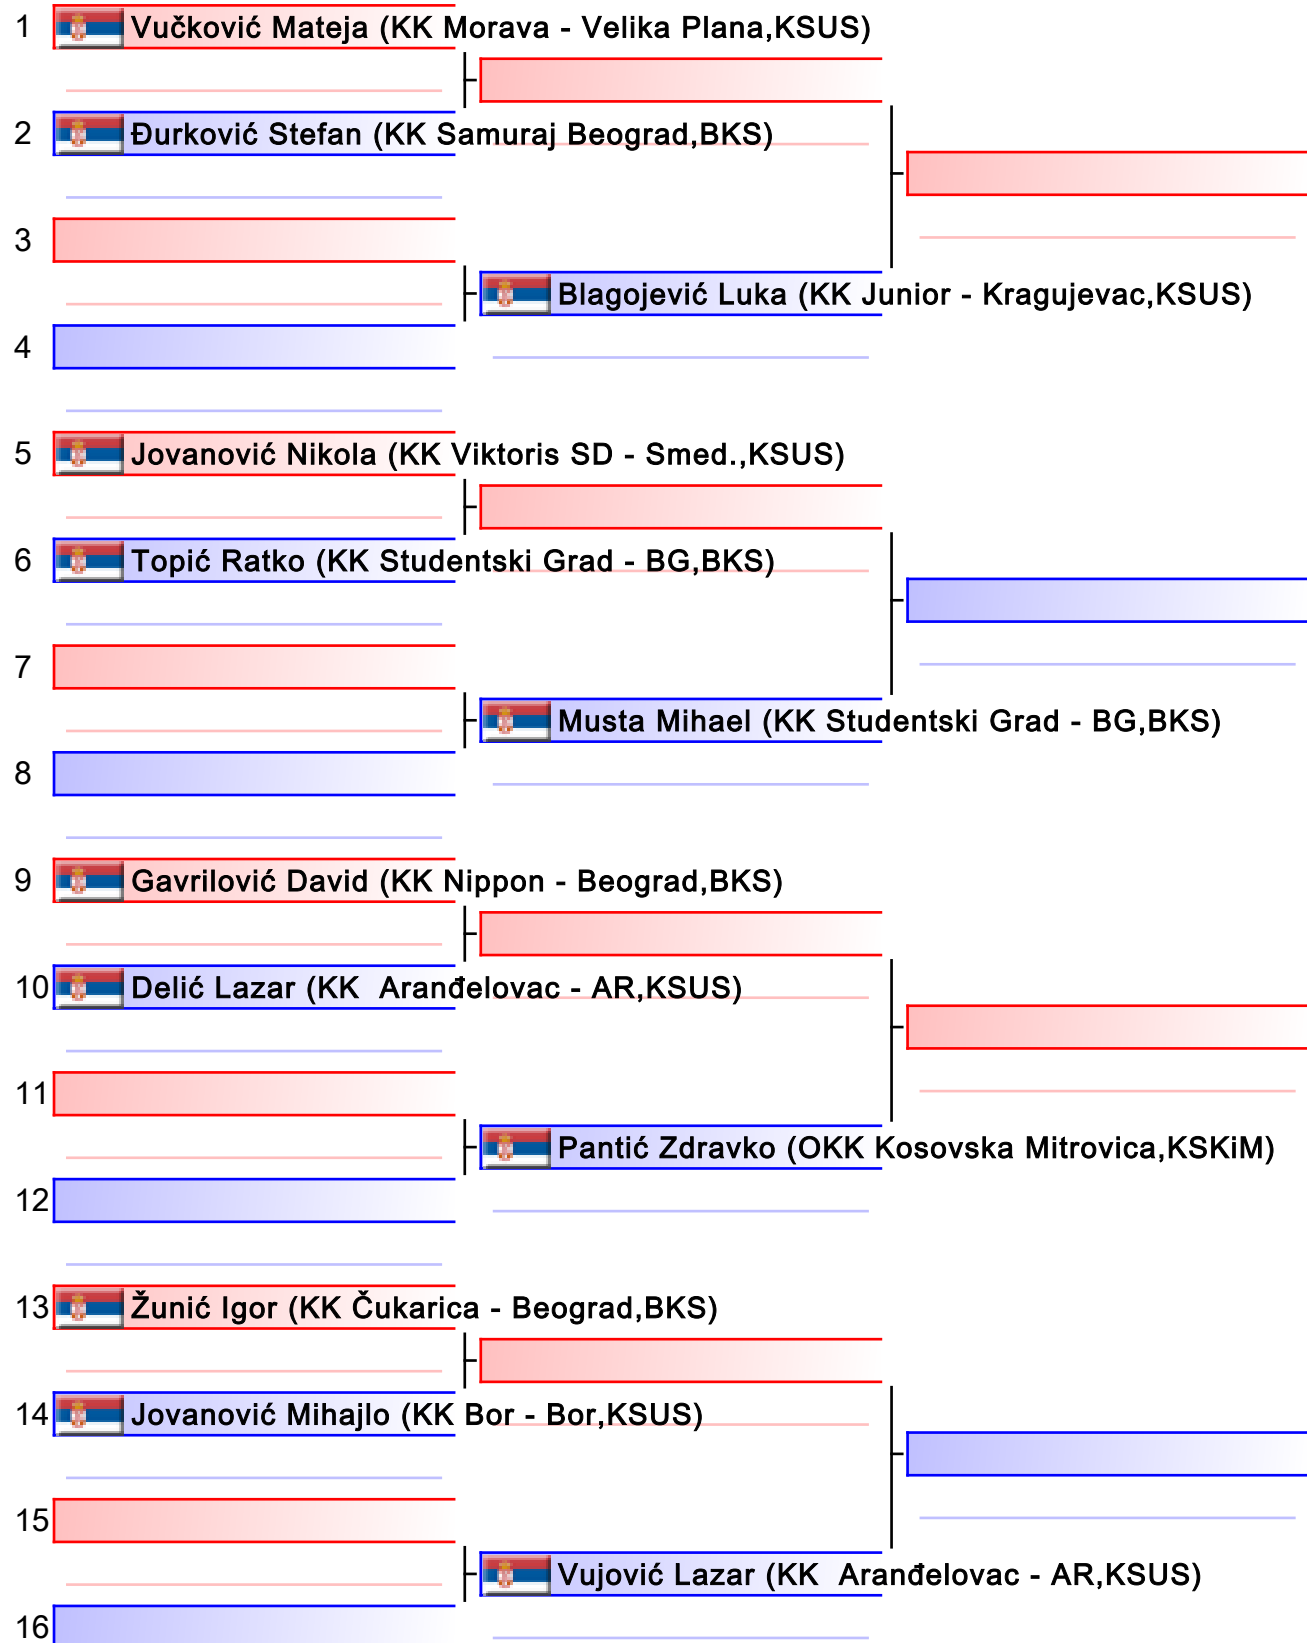 1 Vučković Mateja (KK Morava - Velika Plana,KSUS)
2 Đurković Stefan (KK Samuraj Beograd,BKS)
3
Blagojević Luka (KK Junior - Kragujevac,KSUS)
4
5 Jovanović Nikola (KK Viktoris SD - Smed.,KSUS)
6 Topić Ratko (KK Studentski Grad - BG,BKS)
7
Musta Mihael (KK Studentski Grad - BG,BKS)
8
9 Gavrilović David (KK Nippon - Beograd,BKS)
10 Delić Lazar (KK  Aranđelovac - AR,KSUS)
11
Pantić Zdravko (OKK Kosovska Mitrovica,KSKiM)
12
13 Žunić Igor (KK Čukarica - Beograd,BKS)
14 Jovanović Mihajlo (KK Bor - Bor,KSUS)
15
Vujović Lazar (KK  Aranđelovac - AR,KSUS)
16